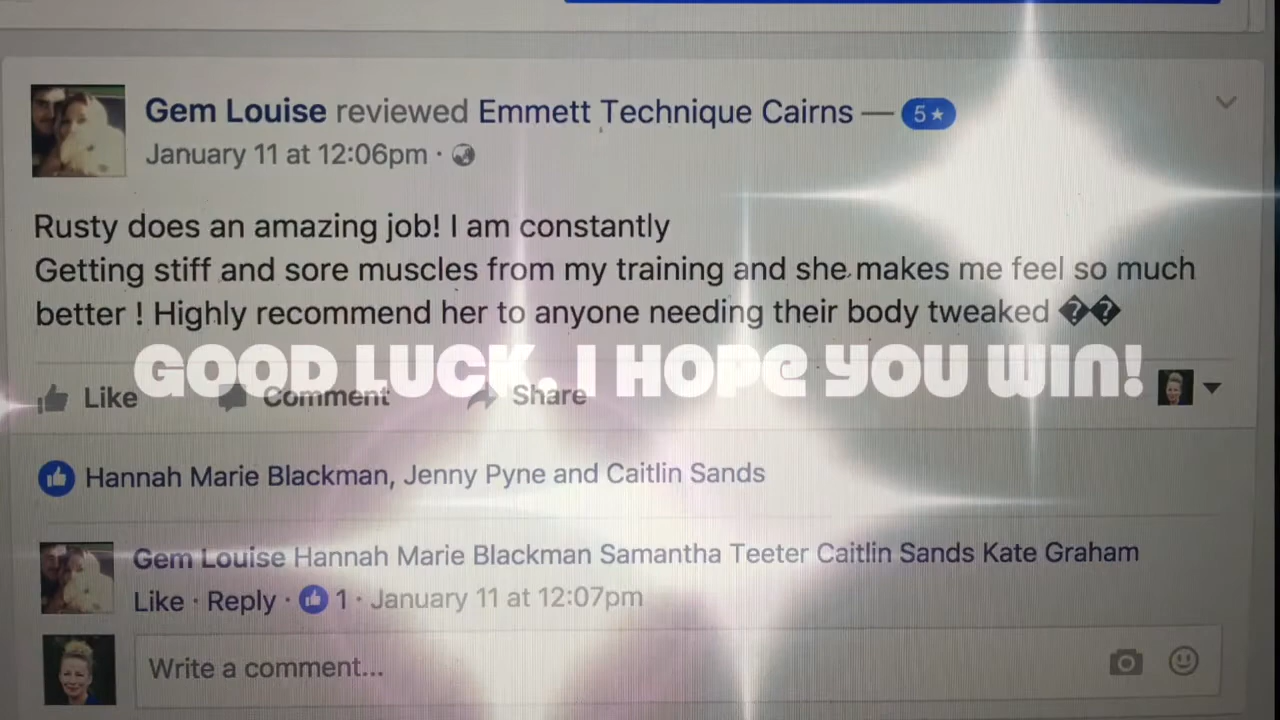 Gem Louise reviewed Emmett Technique Cairns — 5★
January 11 at 12:06pm ·
Rusty does an amazing job! I am constantly
Getting stiff and sore muscles from my training and she makes me feel so much
better ! Highly recommend her to anyone needing their body tweaked ��
GOOD LUCK, I HOPE YOU WIN!
Like Comment Share
Hannah Marie Blackman, Jenny Pyne and Caitlin Sands
Gem Louise Hannah Marie Blackman Samantha Teeter Caitlin Sands Kate Graham
Like · Reply · 1 · January 11 at 12:07pm
Write a comment...